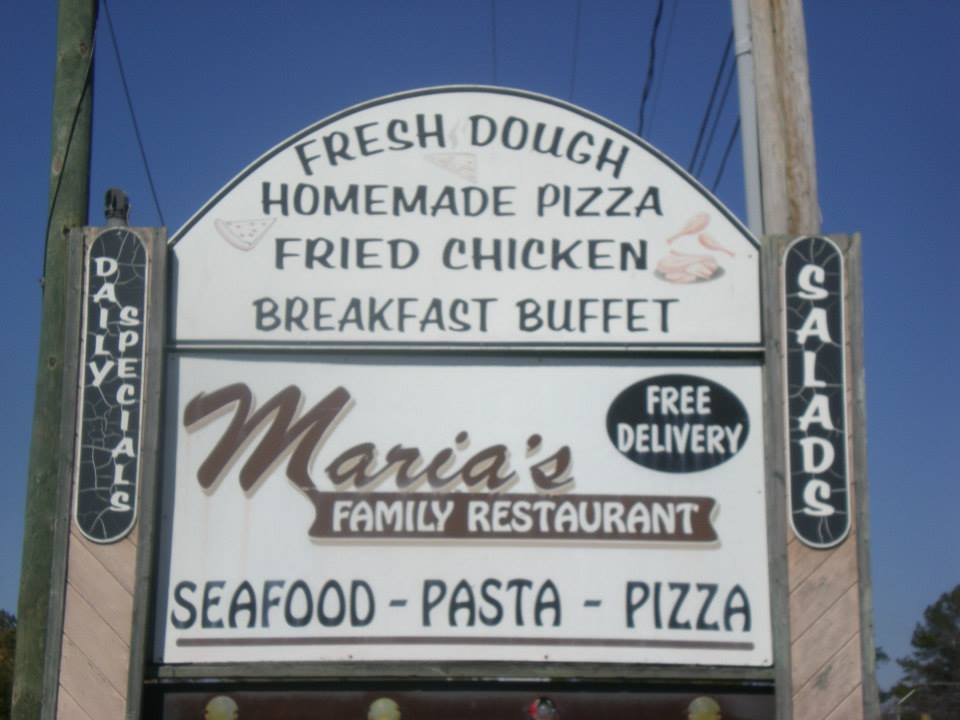 FRESH DOUGH
HOMEMADE PIZZA
FRIED CHICKEN
BREAKFAST BUFFET
DAILY
SPECIALS
SALADS
Maria's
FREE
DELIVERY
FAMILY RESTAURANT
SEAFOOD - PASTA - PIZZA